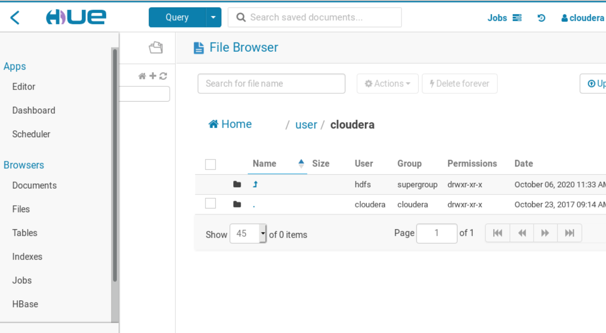 HUE
Query
Search saved documents...
Jobs
cloudera
Apps
Editor
Dashboard
Scheduler
Browsers
Documents
Files
Tables
Indexes
Jobs
HBase
File Browser
Search for file name
Actions
Delete forever
Home / user / cloudera
Name Size User Group Permissions Date
hdfs supergroup drwxr-xr-x October 06, 2020 11:33 AM
. cloudera cloudera drwxr-xr-x October 23, 2017 09:14 AM
Show 45 of 0 items Page 1 of 1